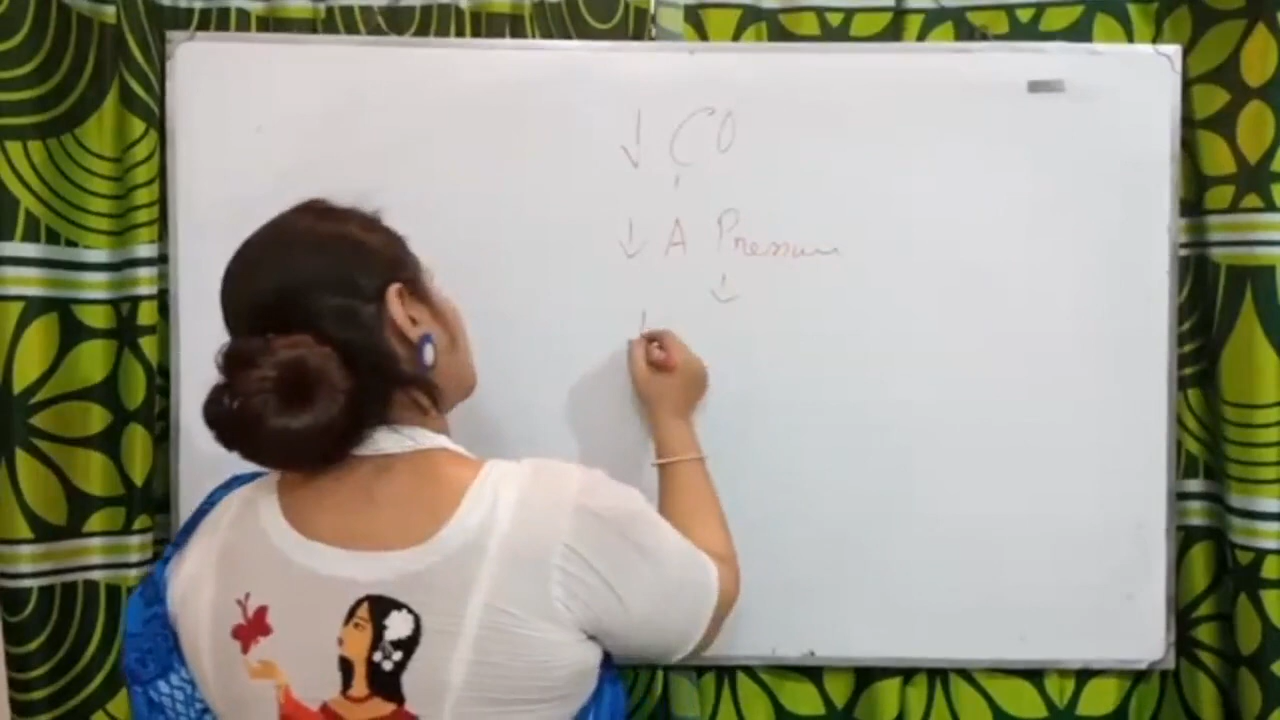 ↓ CO
↓ A Pressure